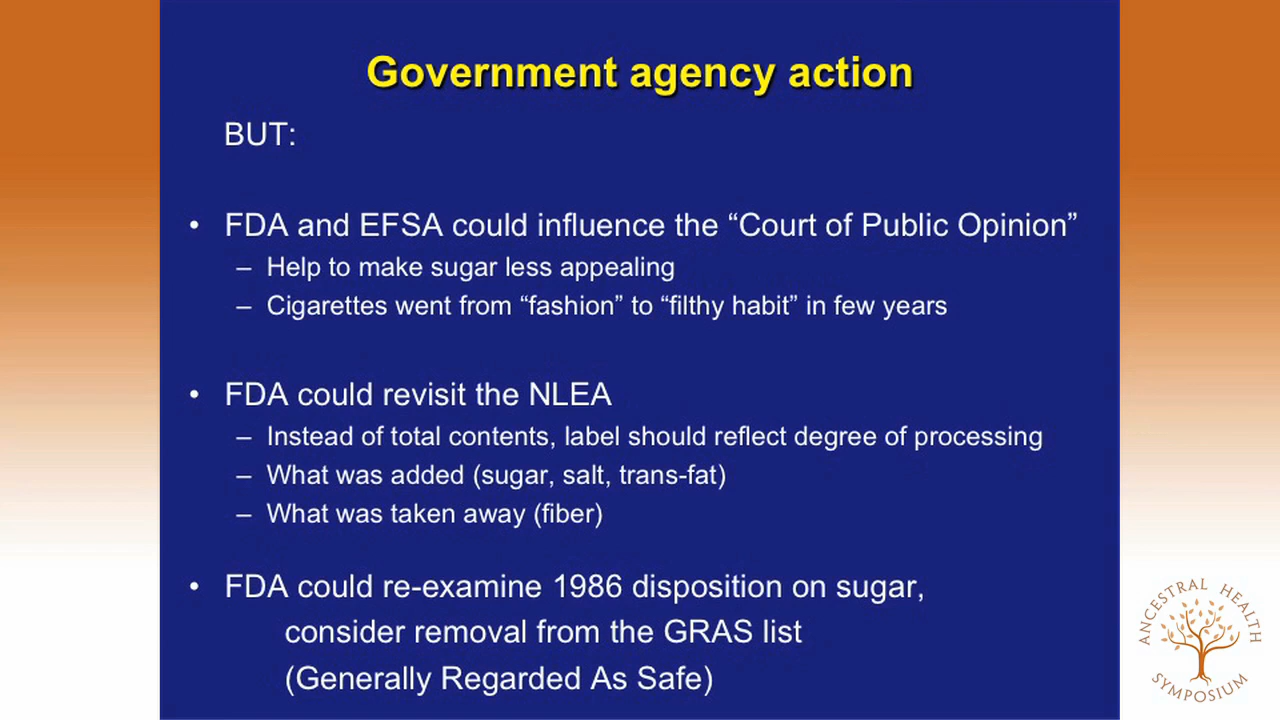 Government agency action
BUT:
• FDA and EFSA could influence the “Court of Public Opinion”
– Help to make sugar less appealing
– Cigarettes went from “fashion” to “filthy habit” in few years
• FDA could revisit the NLEA
– Instead of total contents, label should reflect degree of processing
– What was added (sugar, salt, trans-fat)
– What was taken away (fiber)
• FDA could re-examine 1986 disposition on sugar,
consider removal from the GRAS list
(Generally Regarded As Safe)
ANCESTRAL HEALTH
SYMPOSIUM